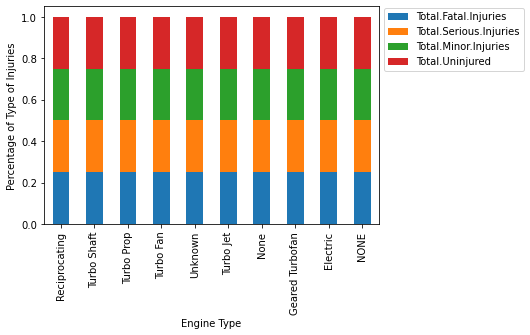 1.0
0.8
0.6
0.4
0.2
0.0
Percentage of Type of Injuries
Reciprocating
Turbo Shaft
Turbo Prop
Turbo Fan
Unknown
Turbo Jet
None
Geared Turbofan
Electric
NONE
Engine Type
Total.Fatal.Injuries
Total.Serious.Injuries
Total.Minor.Injuries
Total.Uninjured